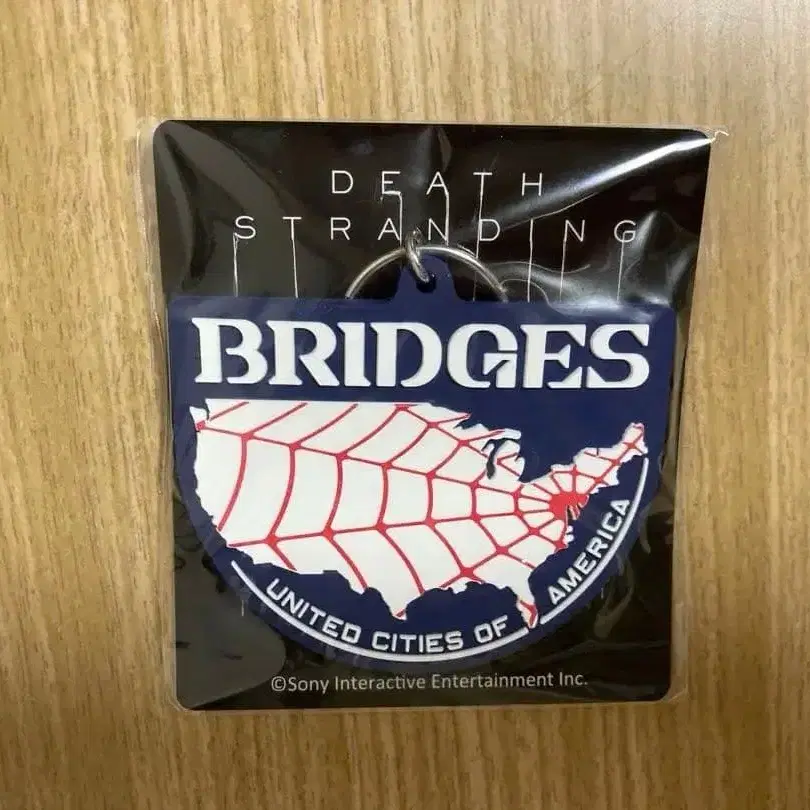 DEATH
STRANDING
BRIDGES
UNITED CITIES OF AMERICA
©Sony Interactive Entertainment Inc.